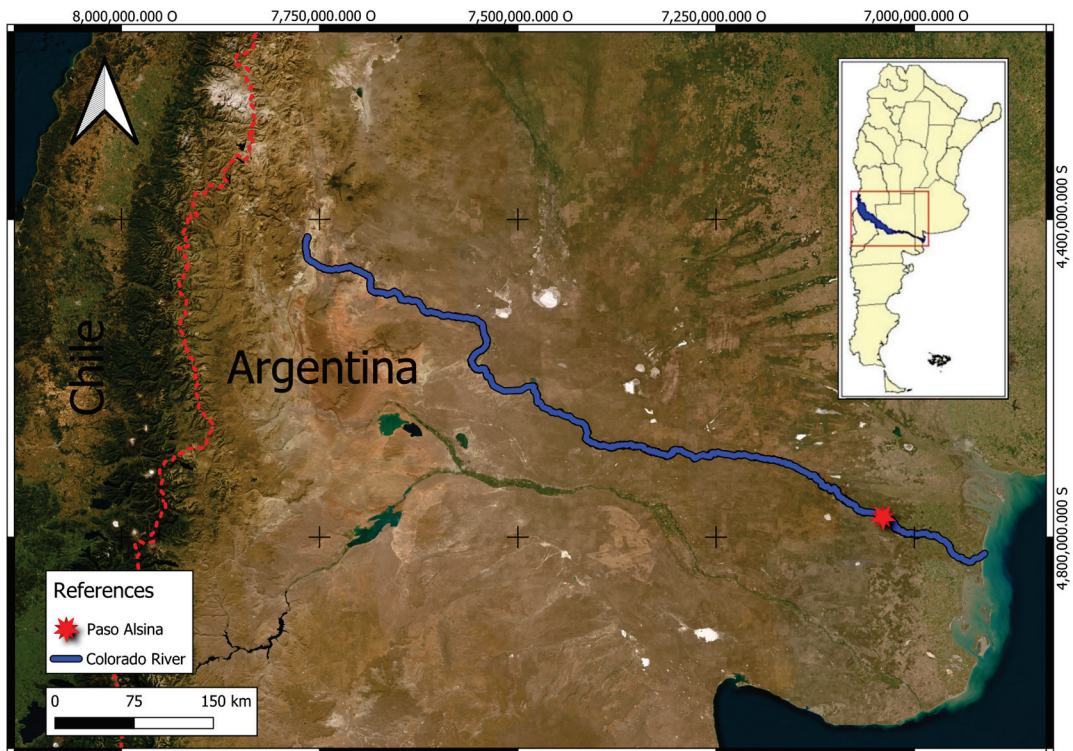 8,000,000.000 O
7,750,000.000 O
7,500,000.000 O
7,250,000.000 O
7,000,000.000 O
4,400,000.000 S
4,800,000.000 S
Chile
Argentina
References
Paso Alsina
Colorado River
0 75 150 km